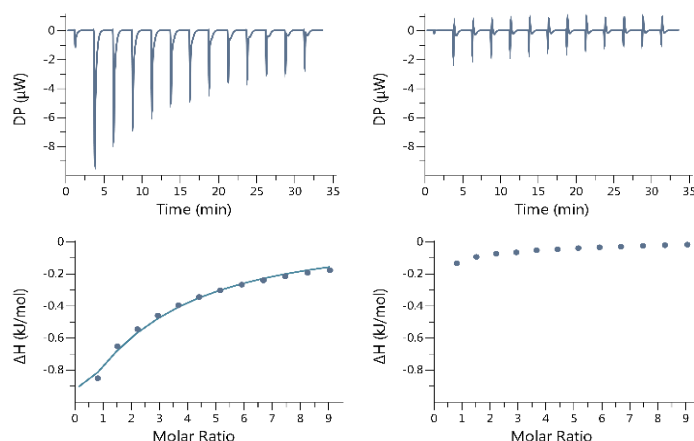 0
-2
-4
-6
-8
DP (µW)
0 5 10 15 20 25 30 35
Time (min)
0
-2
-4
-6
-8
DP (µW)
0 5 10 15 20 25 30 35
Time (min)
0
-0.2
-0.4
-0.6
-0.8
ΔH (kJ/mol)
0 1 2 3 4 5 6 7 8 9
Molar Ratio
0
-0.2
-0.4
-0.6
-0.8
ΔH (kJ/mol)
0 1 2 3 4 5 6 7 8 9
Molar Ratio